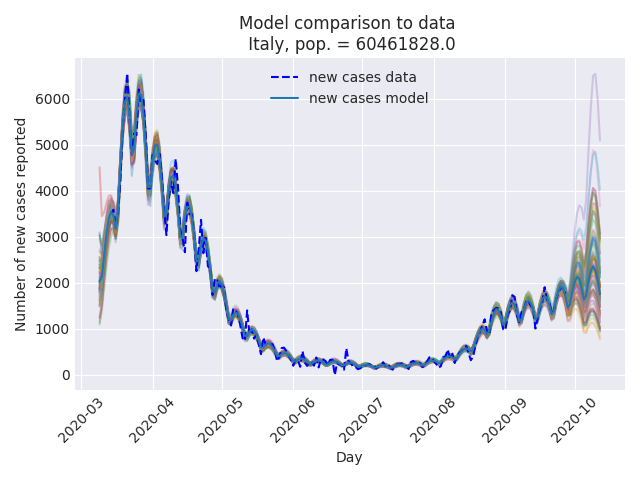 Model comparison to data
Italy, pop. = 60461828.0
new cases data
new cases model
Number of new cases reported
6000
5000
4000
3000
2000
1000
0
2020-03
2020-04
2020-05
2020-06
2020-07
2020-08
2020-09
2020-10
Day